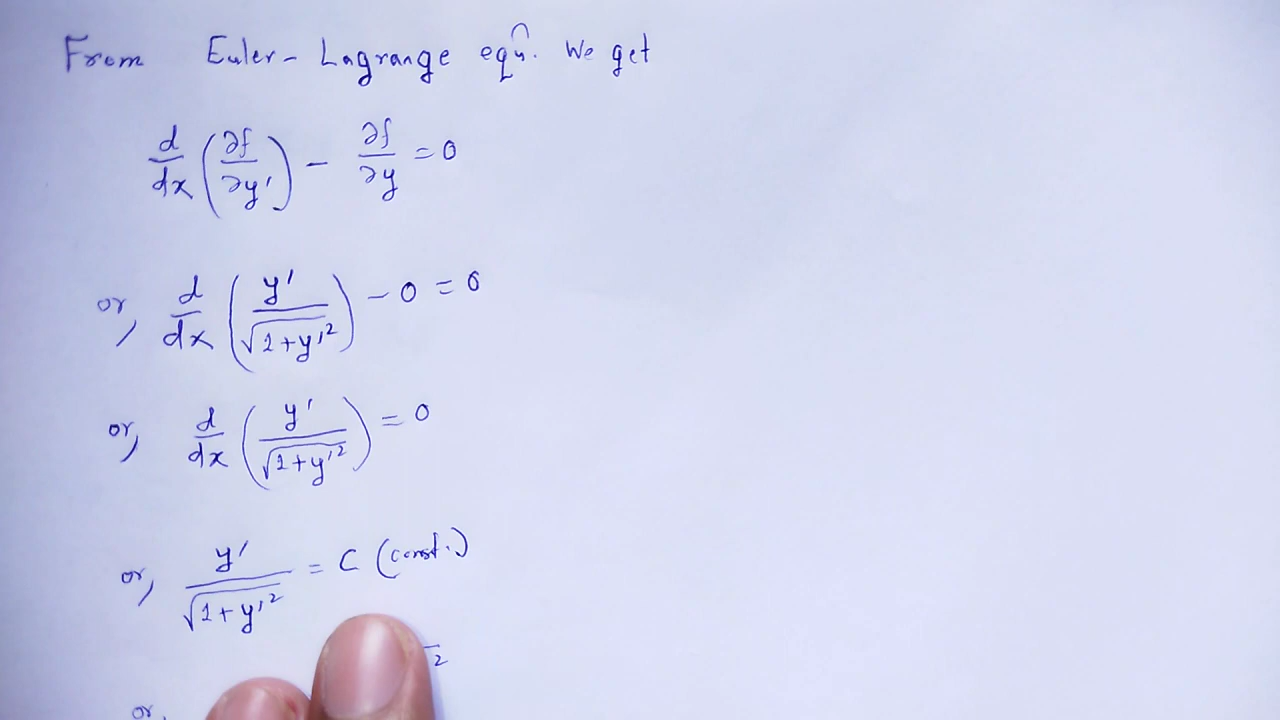 From Euler- Lagrange eqn. We get
d/dx (∂f/∂y') - ∂f/∂y = 0
or, d/dx (y'/√1+y'²) - 0 = 0
or, d/dx (y'/√1+y'²) = 0
or, y'/√1+y'² = C (const.)
2
or,